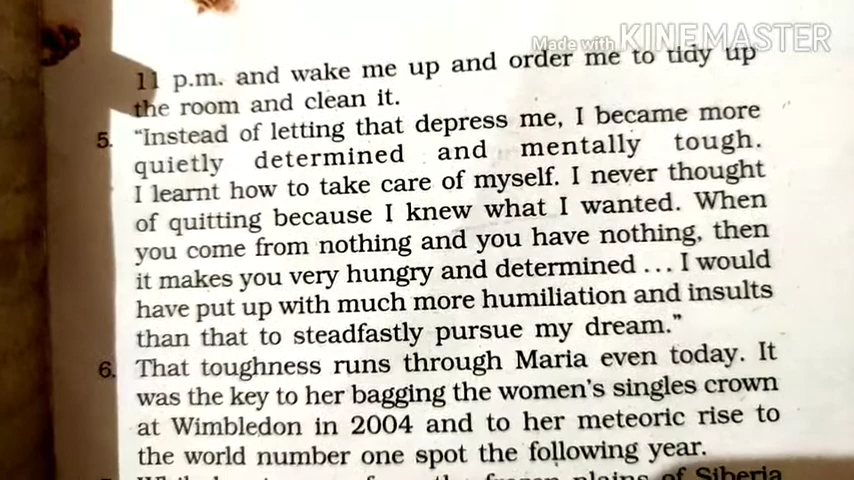 Made with KINEMASTER
11 p.m. and wake me up and order me to tidy up
the room and clean it.
5. "Instead of letting that depress me, I became more
quietly determined and mentally tough.
I learnt how to take care of myself. I never thought
of quitting because I knew what I wanted. When
you come from nothing and you have nothing, then
it makes you very hungry and determined ... I would
have put up with much more humiliation and insults
than that to steadfastly pursue my dream."
6. That toughness runs through Maria even today. It
was the key to her bagging the women's singles crown
at Wimbledon in 2004 and to her meteoric rise to
the world number one spot the following year.
frozen plains of Siberia